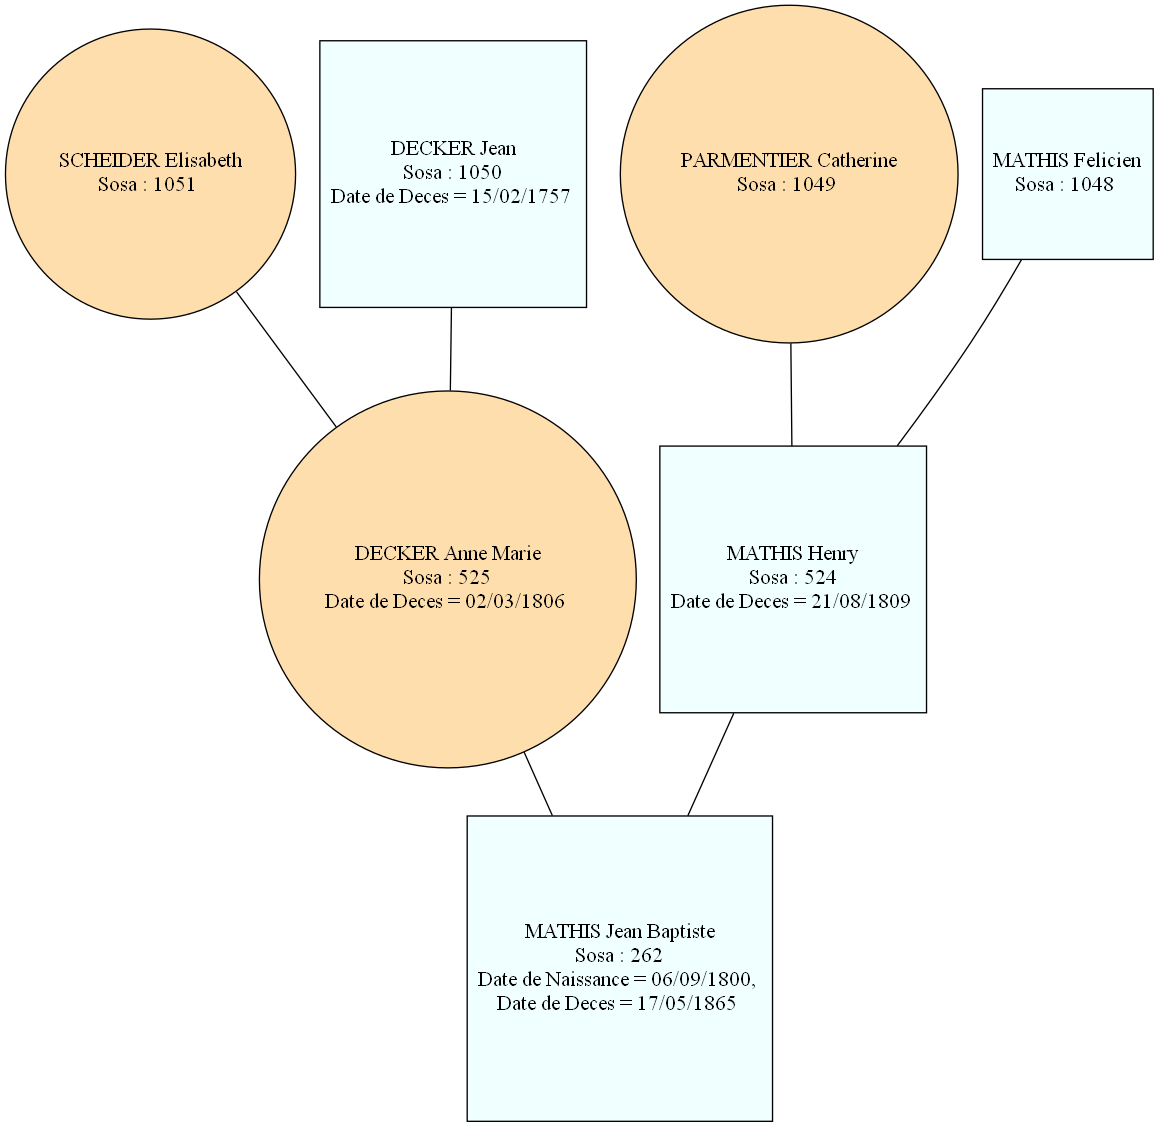 SCHEIDER Elisabeth
Sosa : 1051
DECKER Jean
Sosa : 1050
Date de Deces = 15/02/1757
PARMENTIER Catherine
Sosa : 1049
MATHIS Felicien
Sosa : 1048
DECKER Anne Marie
Sosa : 525
Date de Deces = 02/03/1806
MATHIS Henry
Sosa : 524
Date de Deces = 21/08/1809
MATHIS Jean Baptiste
Sosa : 262
Date de Naissance = 06/09/1800,
Date de Deces = 17/05/1865